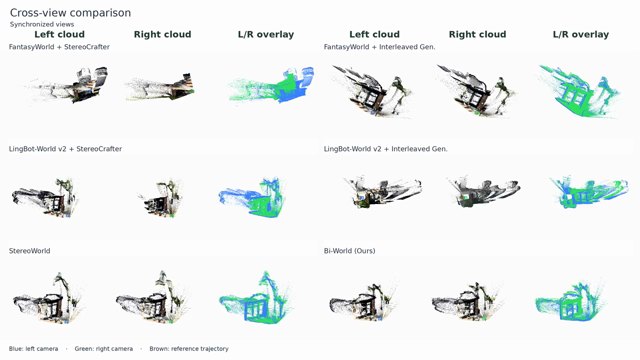 Cross-view comparison
Synchronized views
Left cloud Right cloud L/R overlay Left cloud Right cloud L/R overlay
FantasyWorld + StereoCrafter FantasyWorld + Interleaved Gen.
LingBot-World v2 + StereoCrafter LingBot-World v2 + Interleaved Gen.
StereoWorld Bi-World (Ours)
Blue: left camera · Green: right camera · Brown: reference trajectory